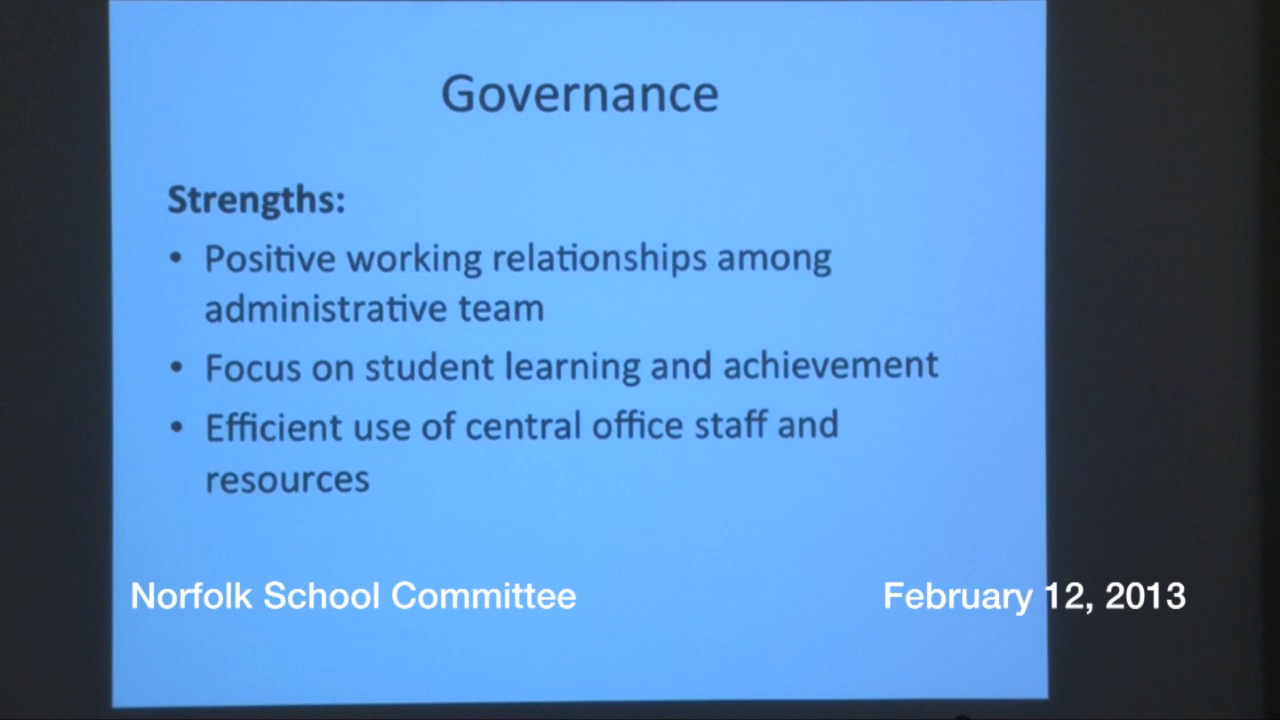 Governance
Strengths:
• Positive working relationships among
administrative team
• Focus on student learning and achievement
• Efficient use of central office staff and
resources
Norfolk School Committee
February 12, 2013